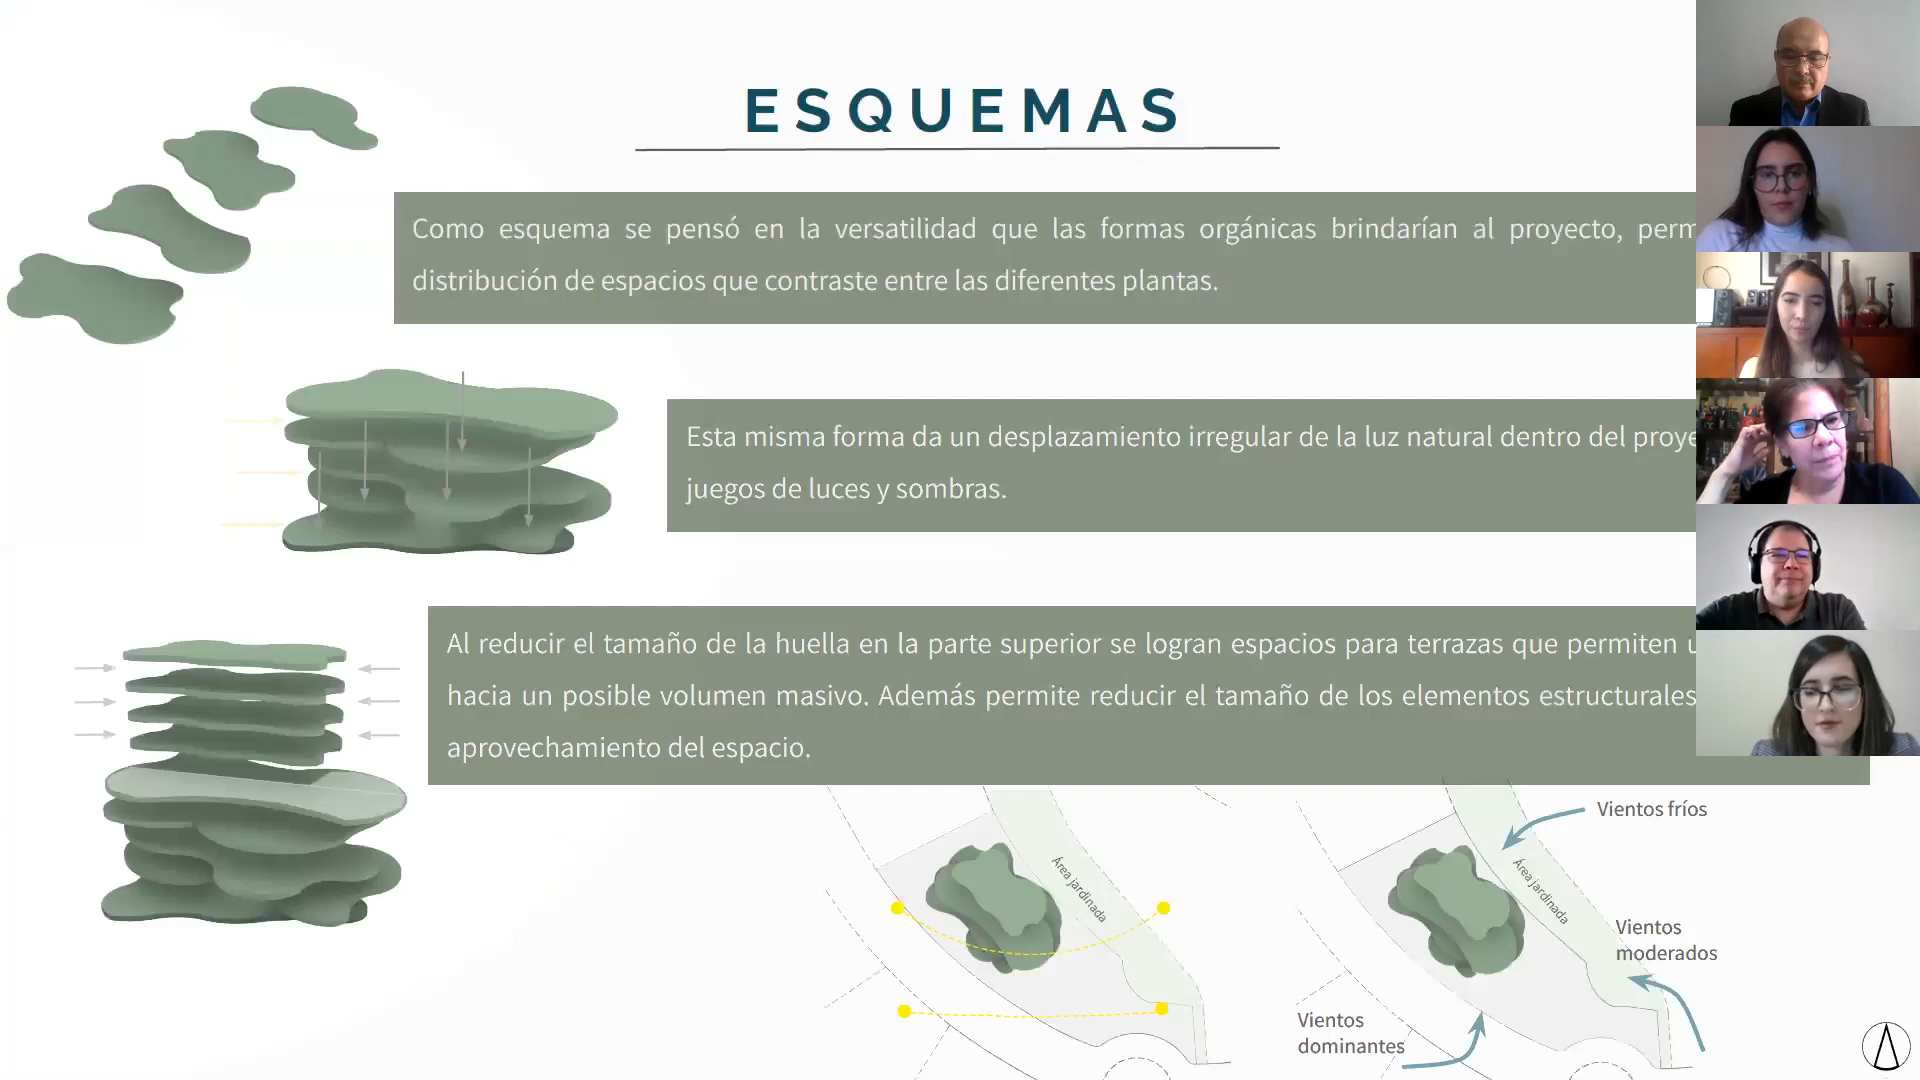 ESQUEMAS
Como esquema se pensó en la versatilidad que las formas orgánicas brindarían al proyecto,
distribución de espacios que contraste entre las diferentes plantas.
Esta misma forma da un desplazamiento irregular de la luz natural dentro del
juegos de luces y sombras.
Al reducir el tamaño de la huella en la parte superior se logran espacios para terrazas que permiten
hacia un posible volumen masivo. Además permite reducir el tamaño de los elementos estructurales
aprovechamiento del espacio.
Vientos fríos
Área jardinada
Área jardinada
Vientos
moderados
Vientos
dominantes